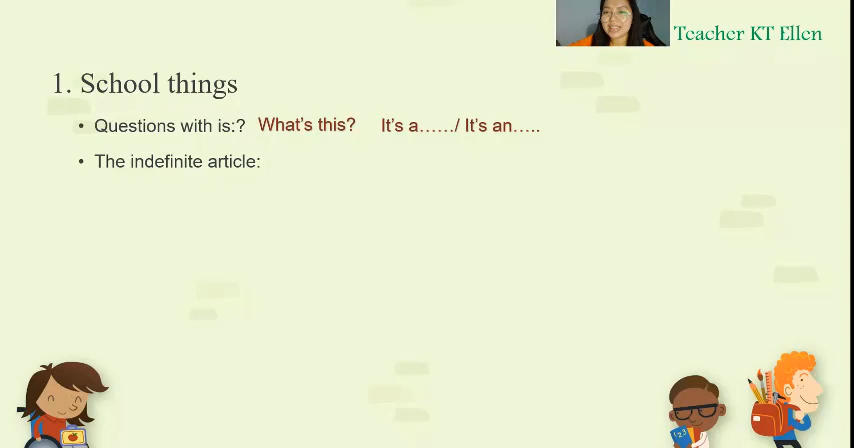 Teacher KT Ellen
1. School things
• Questions with is:? What's this? It's a....../ It's an…..
• The indefinite article: